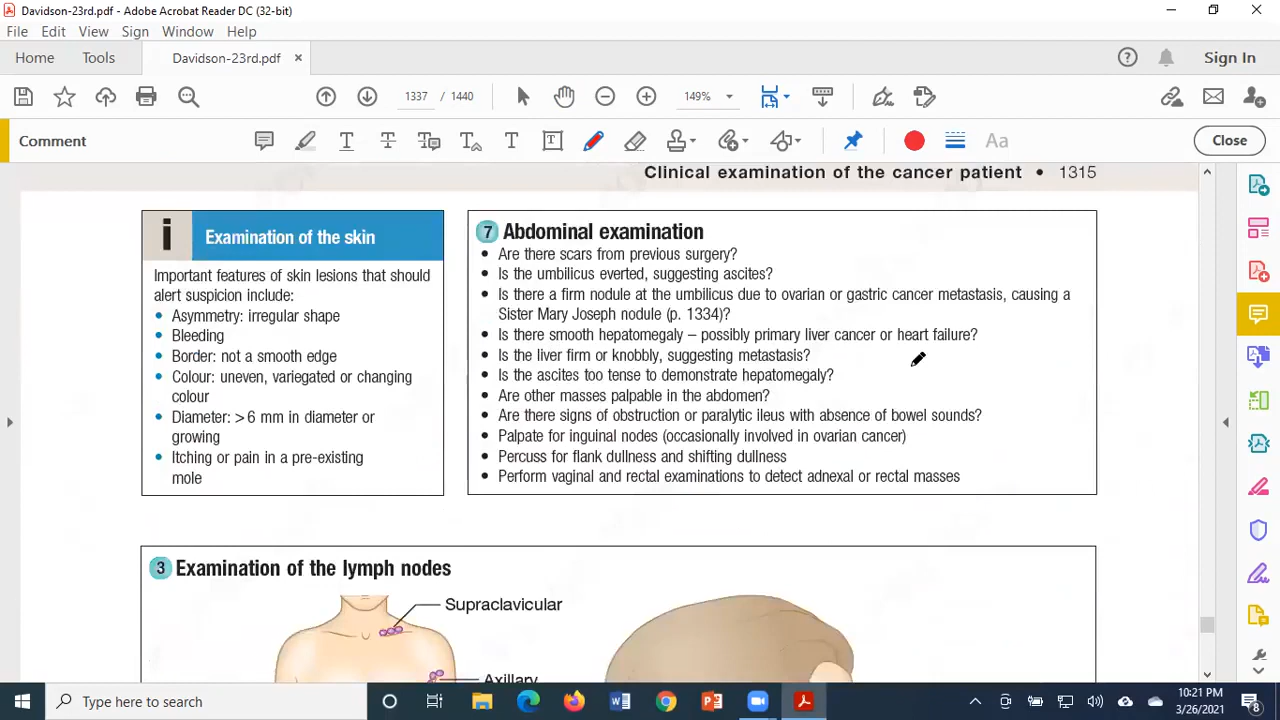 Davidson-23rd.pdf - Adobe Acrobat Reader DC (32-bit)
File Edit View Sign Window Help
Home Tools Davidson-23rd.pdf × Sign In
1337 / 1440 149%
Comment Aa Close
Clinical examination of the cancer patient • 1315
i Examination of the skin
Important features of skin lesions that should
alert suspicion include:
• Asymmetry: irregular shape
• Bleeding
• Border: not a smooth edge
• Colour: uneven, variegated or changing
colour
• Diameter: >6 mm in diameter or
growing
• Itching or pain in a pre-existing
mole
7 Abdominal examination
• Are there scars from previous surgery?
• Is the umbilicus everted, suggesting ascites?
• Is there a firm nodule at the umbilicus due to ovarian or gastric cancer metastasis, causing a
Sister Mary Joseph nodule (p. 1334)?
• Is there smooth hepatomegaly – possibly primary liver cancer or heart failure?
• Is the liver firm or knobbly, suggesting metastasis?
• Is the ascites too tense to demonstrate hepatomegaly?
• Are other masses palpable in the abdomen?
• Are there signs of obstruction or paralytic ileus with absence of bowel sounds?
• Palpate for inguinal nodes (occasionally involved in ovarian cancer)
• Percuss for flank dullness and shifting dullness
• Perform vaginal and rectal examinations to detect adnexal or rectal masses
3 Examination of the lymph nodes
Supraclavicular
Axillary
Type here to search
10:21 PM
3/26/2021
8